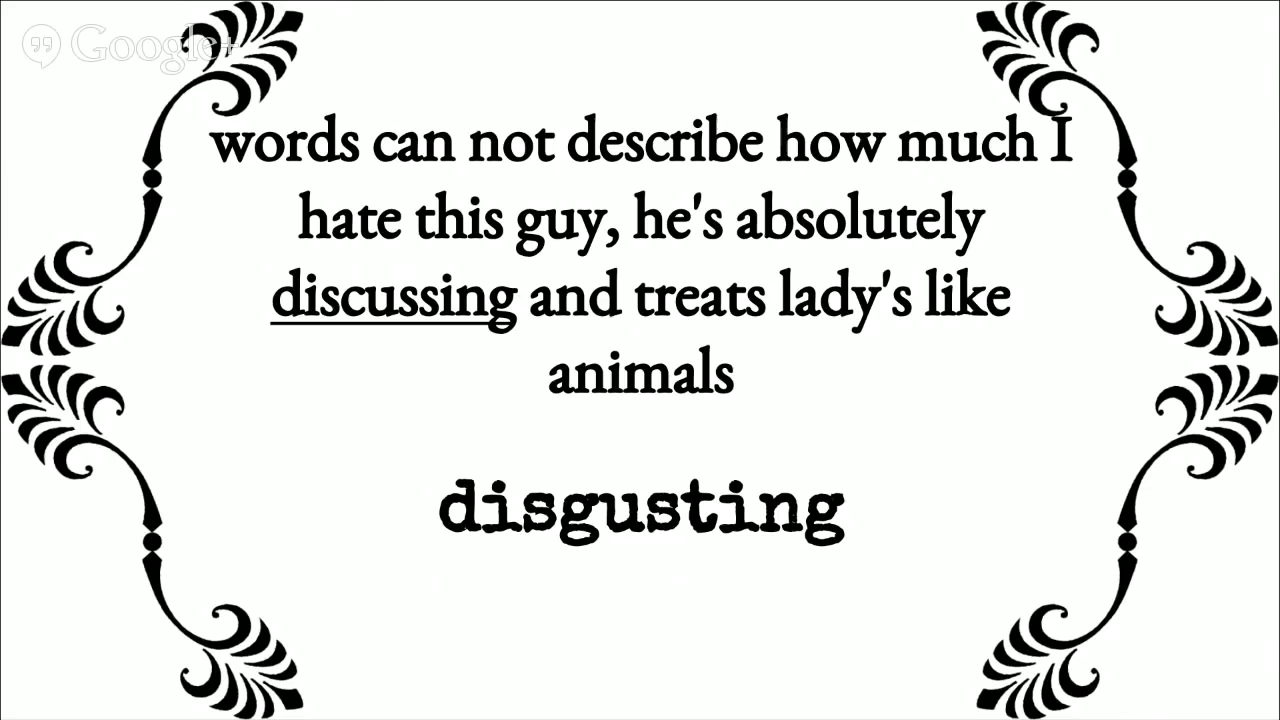 Google+
words can not describe how much I
hate this guy, he's absolutely
discussing and treats lady's like
animals
disgusting